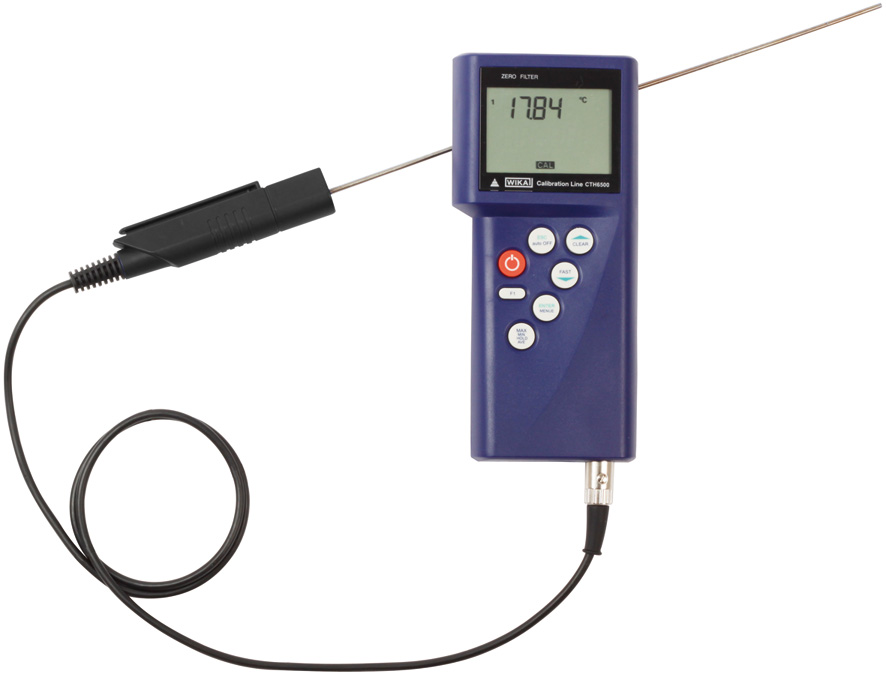 ZERO FILTER
1 17.84 °C
CAL
WIKA Calibration Line CTH6500
Auto OFF
CLEAR
FAST
F1
ENTER
MENUE
MAX
MIN
HOLD
AVE